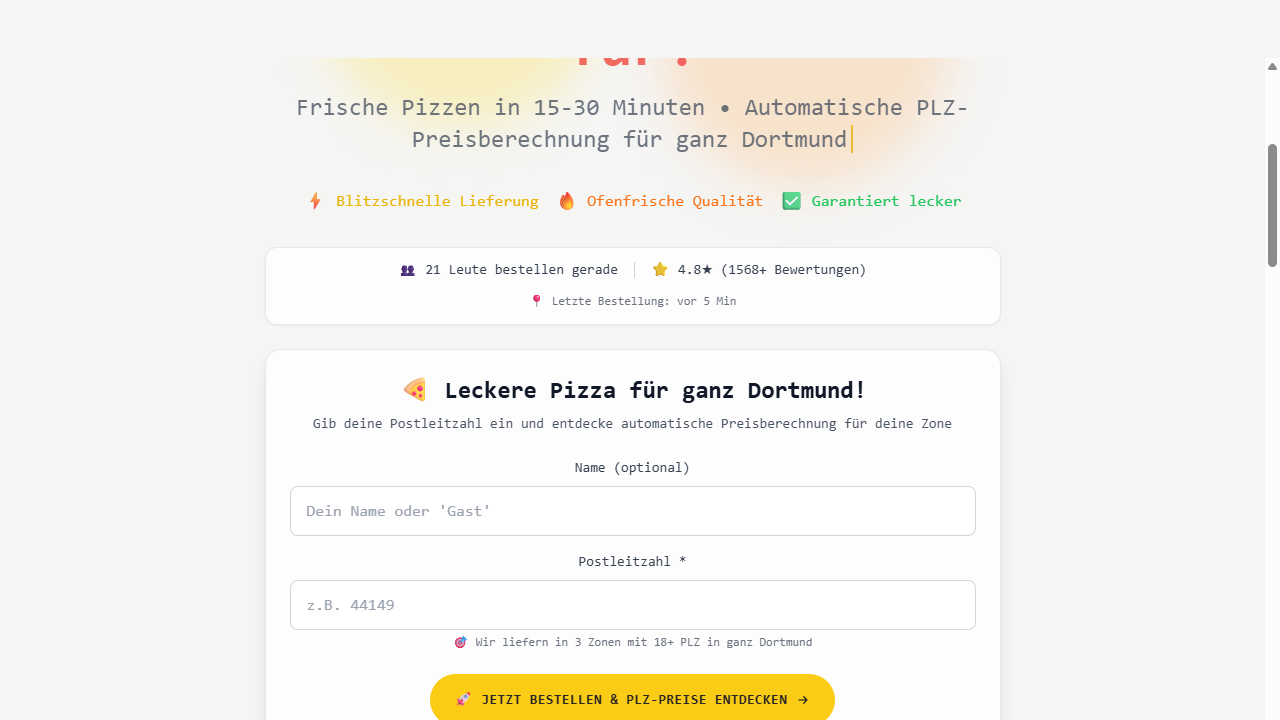 Frische Pizzen in 15-30 Minuten • Automatische PLZ-
Preisberechnung für ganz Dortmund
⚡ Blitzschnelle Lieferung 🔥 Ofenfrische Qualität ✅ Garantiert lecker
👥 21 Leute bestellen gerade ⭐ 4.8★ (1568+ Bewertungen)
📍 Letzte Bestellung: vor 5 Min
🍕 Leckere Pizza für ganz Dortmund!
Gib deine Postleitzahl ein und entdecke automatische Preisberechnung für deine Zone
Name (optional)
Dein Name oder 'Gast'
Postleitzahl *
z.B. 44149
🎯 Wir liefern in 3 Zonen mit 18+ PLZ in ganz Dortmund
🚀 JETZT BESTELLEN & PLZ-PREISE ENTDECKEN →